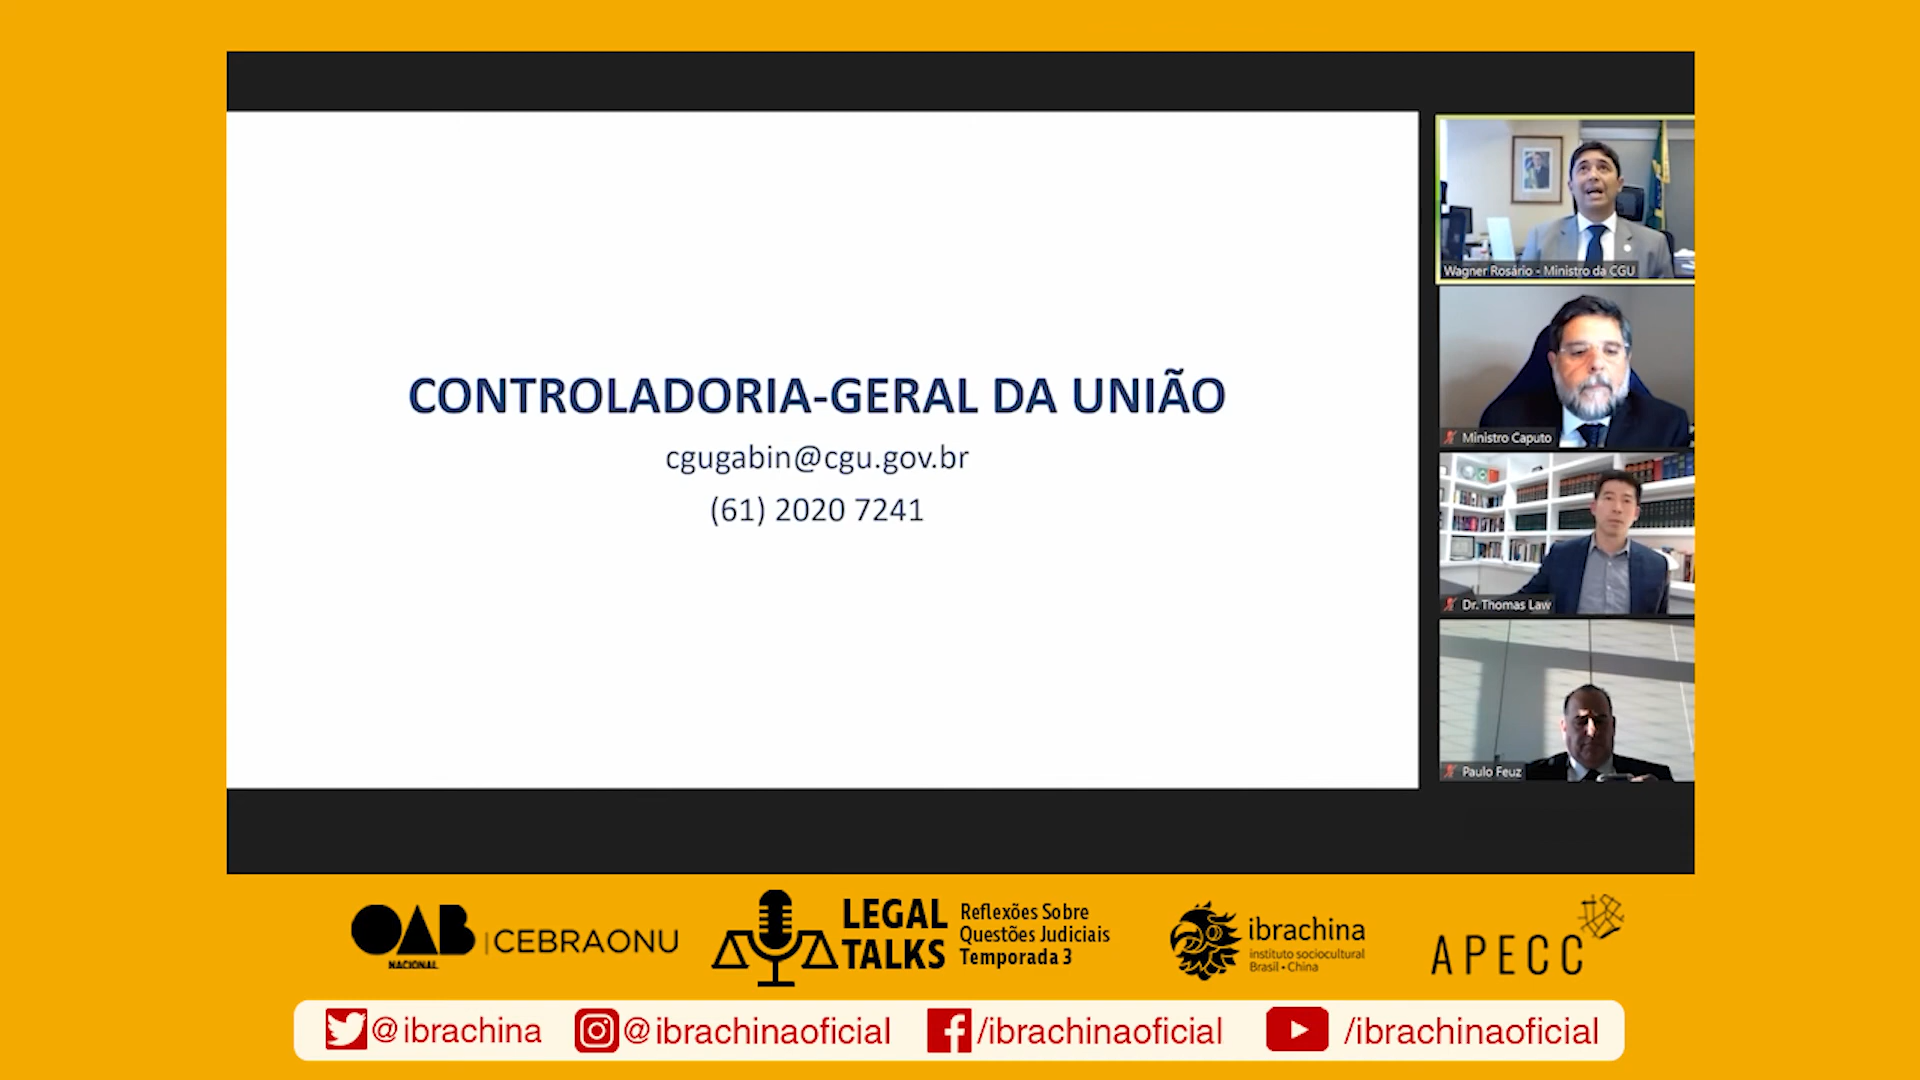 CONTROLADORIA-GERAL DA UNIÃO
cgugabin@cgu.gov.br
(61) 2020 7241
Wagner Rosário - Ministro da CGU
Ministro Caputo
Dr. Thomas Law
Paulo Feuz
OAB
NACIONAL
CEBRAONU
LEGAL
TALKS
Reflexões Sobre
Questões Judiciais
Temporada 3
ibrachina
instituto sociocultural
Brasil • China
APECC
@ibrachina
@ibrachinaoficial
/ibrachinaoficial
/ibrachinaoficial